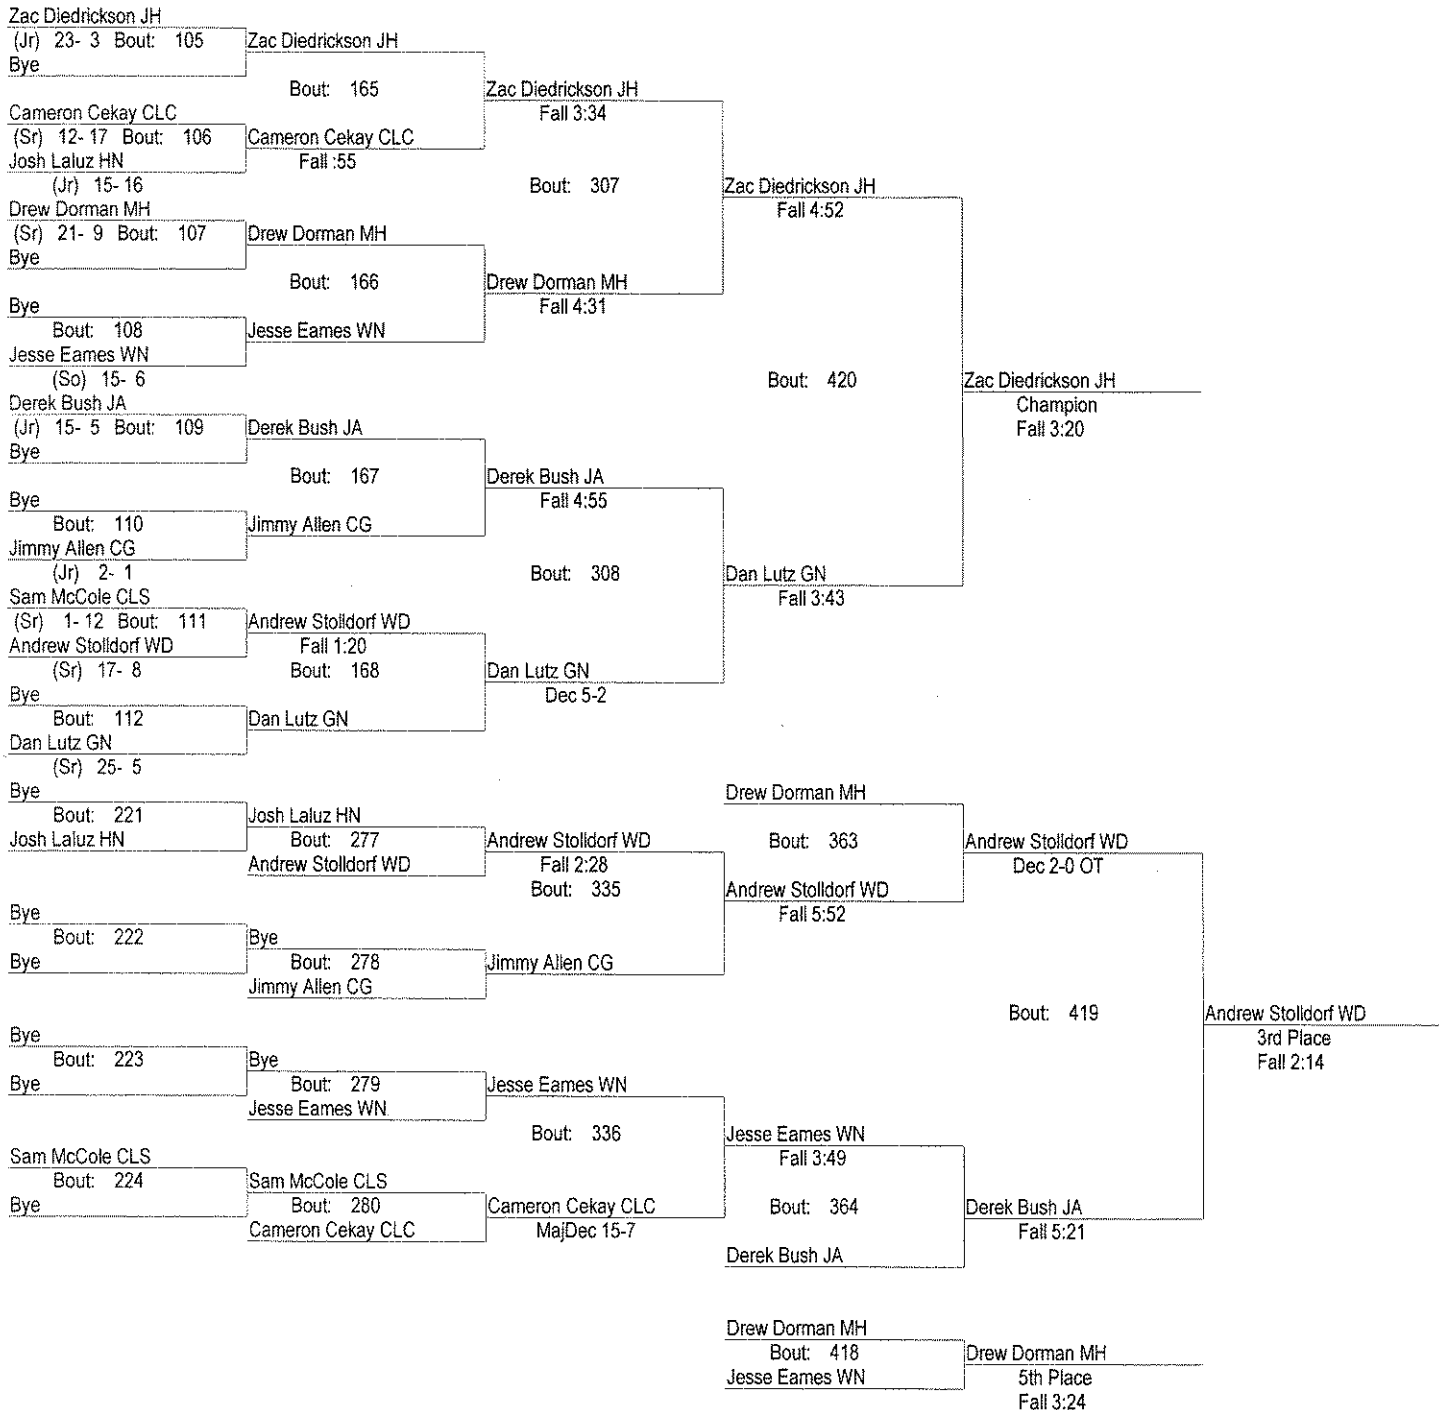 Zac Diedrickson JH
(Jr) 23- 3 Bout: 105
Bye
Zac Diedrickson JH
Bout: 165
Cameron Cekay CLC
(Sr) 12- 17 Bout: 106
Josh Laluz HN
(Jr) 15- 16
Cameron Cekay CLC
Fall :55
Zac Diedrickson JH
Fall 3:34
Bout: 307
Drew Dorman MH
(Sr) 21- 9 Bout: 107
Bye
Drew Dorman MH
Bout: 166
Bye
Bout: 108
Jesse Eames WN
(So) 15- 6
Jesse Eames WN
Drew Dorman MH
Fall 4:31
Zac Diedrickson JH
Fall 4:52
Bout: 420
Derek Bush JA
(Jr) 15- 5 Bout: 109
Bye
Derek Bush JA
Bout: 167
Bye
Bout: 110
Jimmy Allen CG
(Jr) 2- 1
Jimmy Allen CG
Derek Bush JA
Fall 4:55
Bout: 308
Sam McCole CLS
(Sr) 1- 12 Bout: 111
Andrew Stolldorf WD
(Sr) 17- 8
Andrew Stolldorf WD
Fall 1:20
Bout: 168
Bye
Bout: 112
Dan Lutz GN
(Sr) 25- 5
Dan Lutz GN
Dan Lutz GN
Dec 5-2
Dan Lutz GN
Fall 3:43
Zac Diedrickson JH
Champion
Fall 3:20
Bye
Bout: 221
Josh Laluz HN
Josh Laluz HN
Bout: 277
Andrew Stolldorf WD
Andrew Stolldorf WD
Fall 2:28
Bout: 335
Bye
Bout: 222
Bye
Bye
Bout: 278
Jimmy Allen CG
Jimmy Allen CG
Drew Dorman MH
Bout: 363
Andrew Stolldorf WD
Fall 5:52
Andrew Stolldorf WD
Dec 2-0 OT
Bout: 419
Bye
Bout: 223
Bye
Bye
Bout: 279
Jesse Eames WN
Jesse Eames WN
Bout: 336
Sam McCole CLS
Bout: 224
Bye
Sam McCole CLS
Bout: 280
Cameron Cekay CLC
Cameron Cekay CLC
MajDec 15-7
Jesse Eames WN
Fall 3:49
Bout: 364
Derek Bush JA
Derek Bush JA
Fall 5:21
Andrew Stolldorf WD
3rd Place
Fall 2:14
Drew Dorman MH
Bout: 418
Jesse Eames WN
Drew Dorman MH
5th Place
Fall 3:24